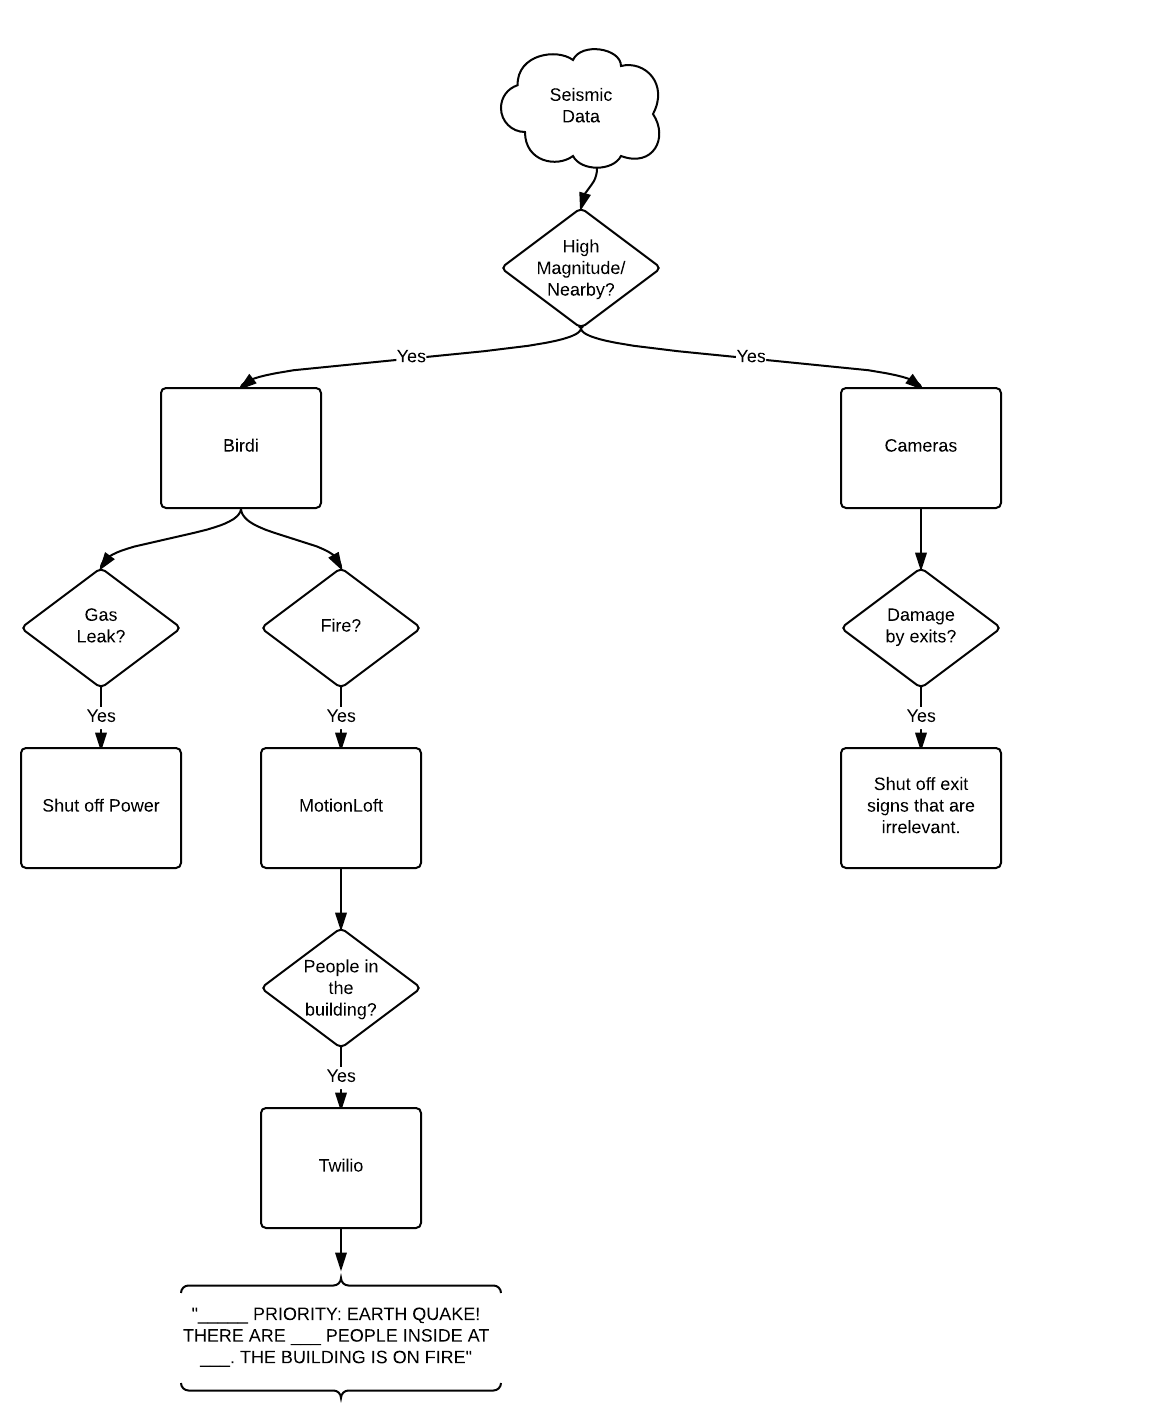 Seismic
Data
High
Magnitude/
Nearby?
Yes
Yes
Birdi
Cameras
Gas
Leak?
Fire?
Damage
by exits?
Yes
Yes
Yes
Shut off Power
MotionLoft
Shut off exit
signs that are
irrelevant.
People in
the
building?
Yes
Twilio
"_____ PRIORITY: EARTH QUAKE!
THERE ARE ___ PEOPLE INSIDE AT
___. THE BUILDING IS ON FIRE"